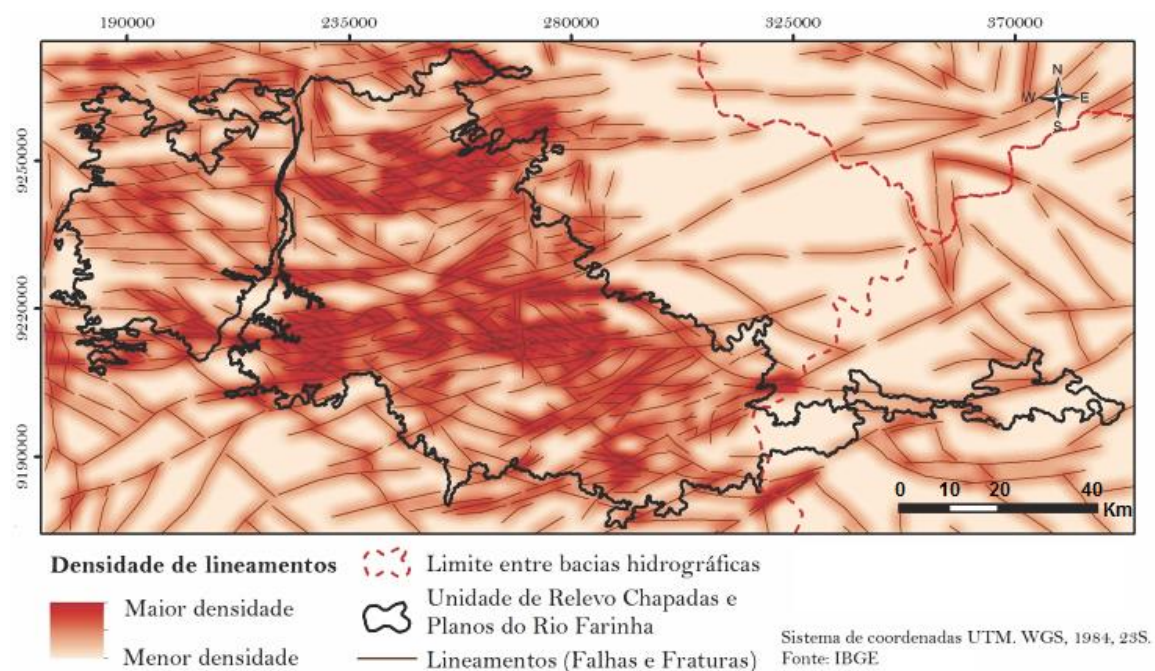 190000 235000 280000 325000 370000
N
W E
S
9250000
9220000
9190000
0 10 20 40
Km
Densidade de lineamentos
Maior densidade
Menor densidade
Limite entre bacias hidrográficas
Unidade de Relevo Chapadas e
Planos do Rio Farinha
Lineamentos (Falhas e Fraturas)
Sistema de coordenadas UTM. WGS, 1984, 23S.
Fonte: IBGE